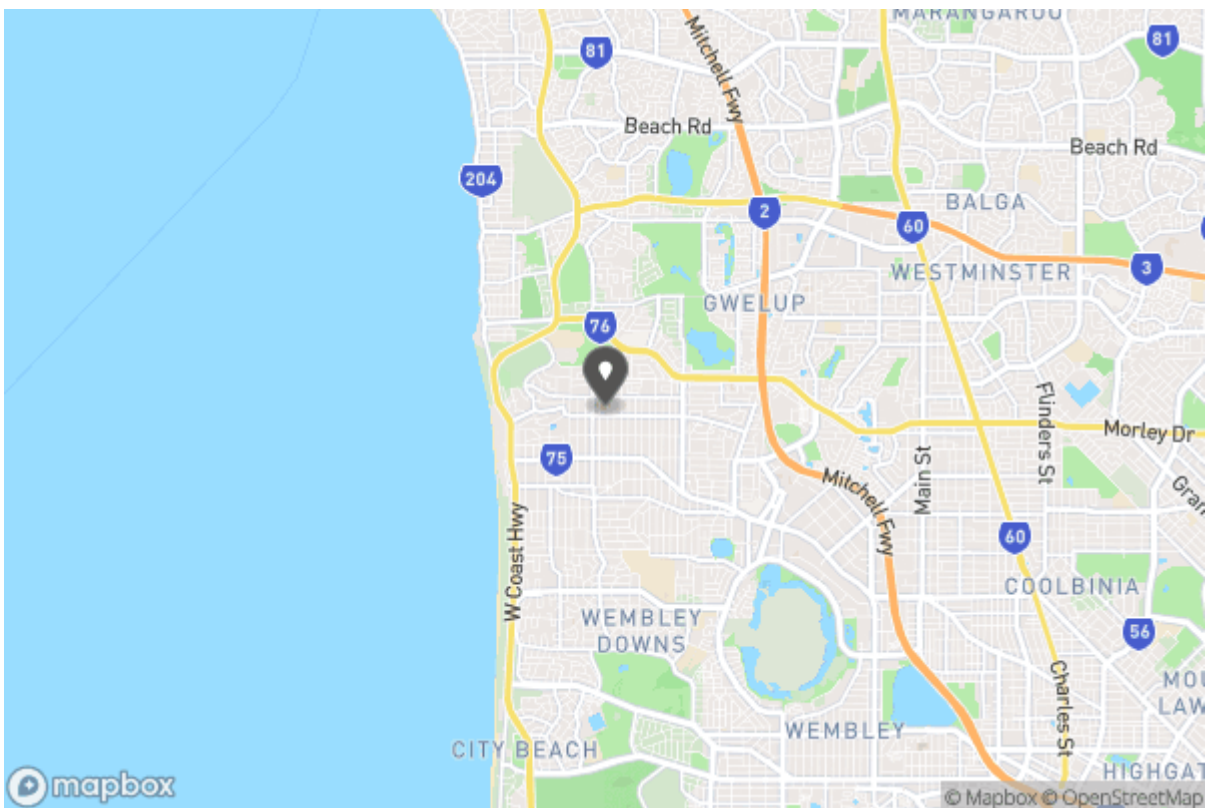 MARANGAROO
81
Mitchell Fwy
81
Beach Rd
Beach Rd
204
2
60
BALGA
WESTMINSTER
3
GWELUP
76
Flinders St
Morley Dr
75
Main St
Mitchell Fwy
W Coast Hwy
60
COOLBINIA
WEMBLEY
DOWNS
56
Charles St
WEMBLEY
CITY BEACH
mapbox
© Mapbox © OpenStreetMap